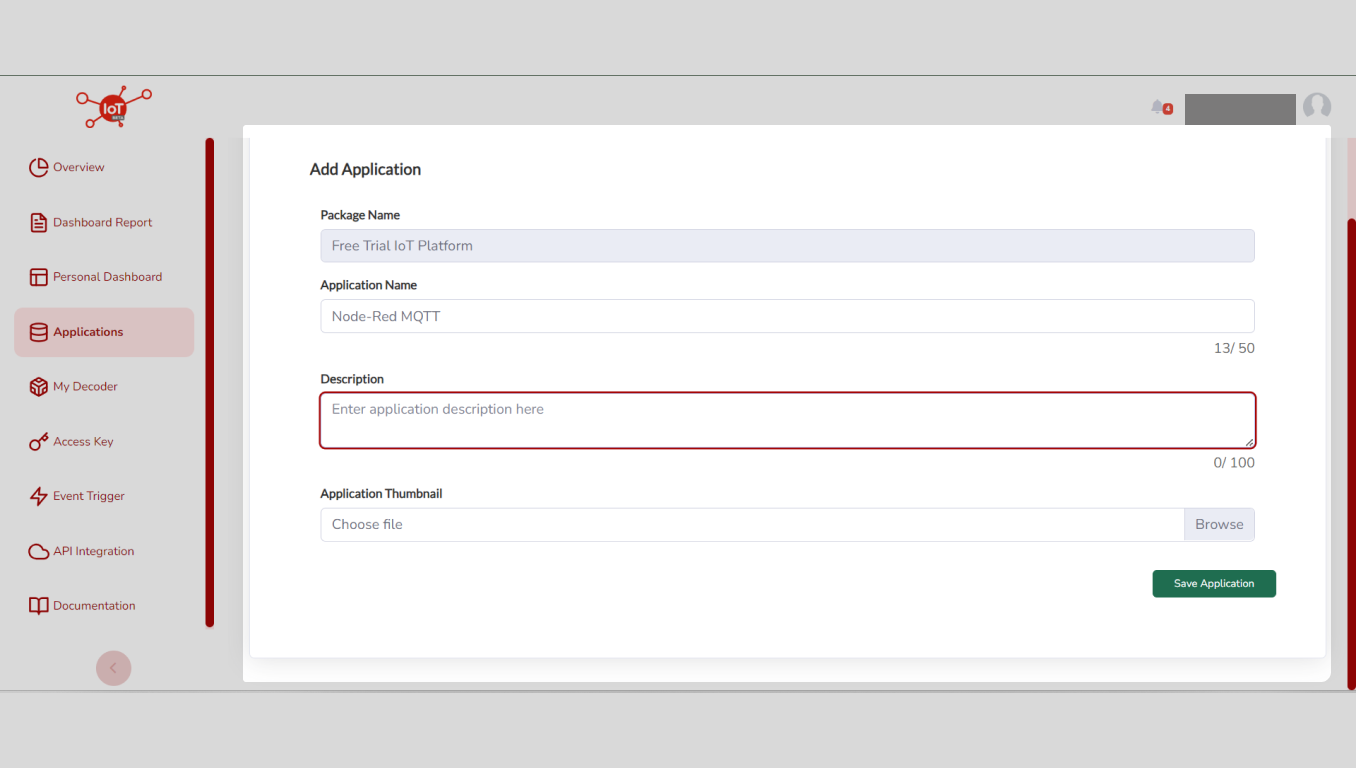 IoT
4
Overview
Dashboard Report
Personal Dashboard
Applications
My Decoder
Access Key
Event Trigger
API Integration
Documentation
Add Application
Package Name
Free Trial IoT Platform
Application Name
Node-Red MQTT
13/ 50
Description
Enter application description here
0/ 100
Application Thumbnail
Choose file
Browse
Save Application